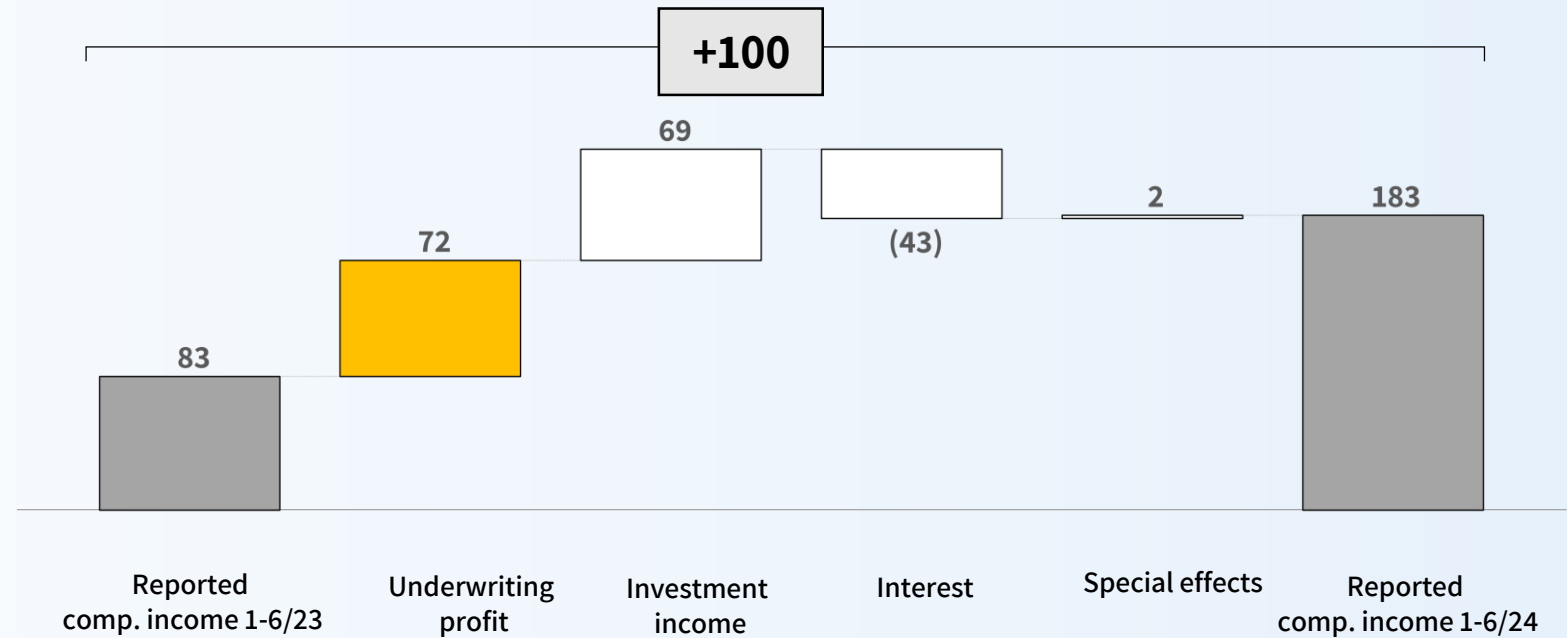 +100
69
2
183
72
(43)
83
Reported
comp. income 1-6/23
Underwriting
profit
Investment
income
Interest
Special effects
Reported
comp. income 1-6/24